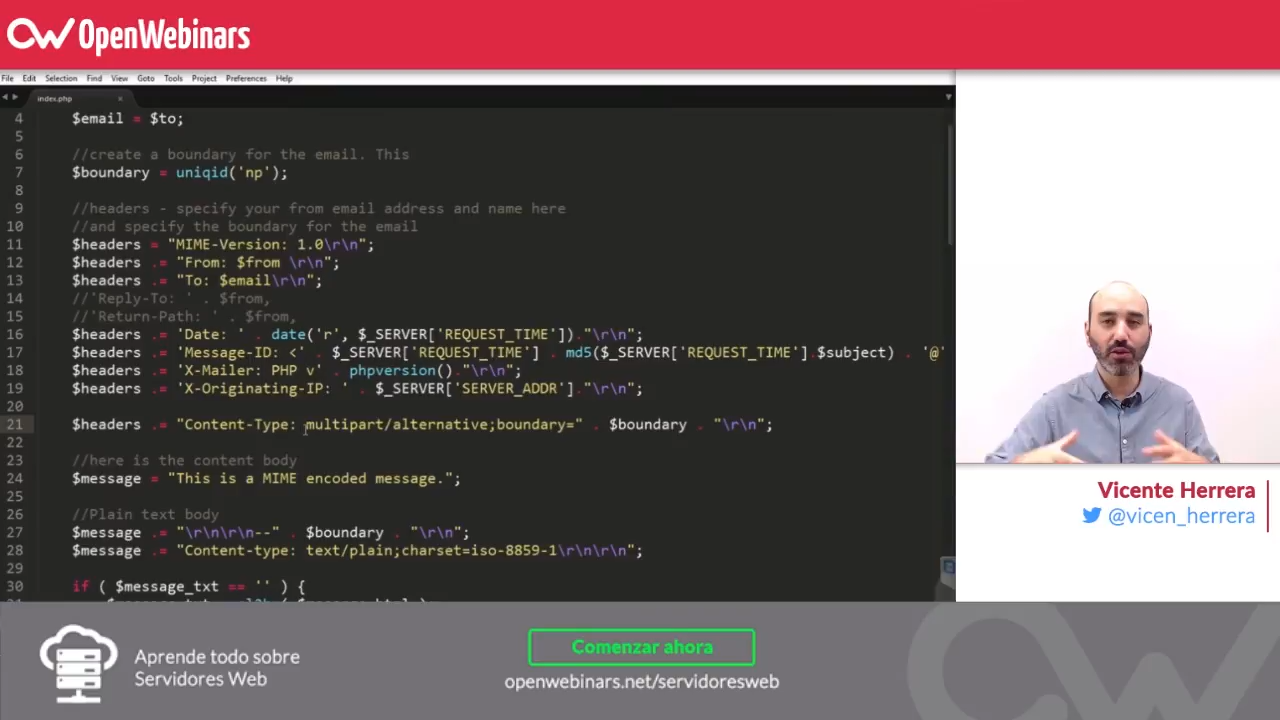 OpenWebinars
File Edit Selection Find View Goto Tools Project Preferences Help
index.php
4 $email = $to;
5
6 //create a boundary for the email. This
7 $boundary = uniqid('np');
8
9 //headers - specify your from email address and name here
10 //and specify the boundary for the email
11 $headers = "MIME-Version: 1.0\r\n";
12 $headers .= "From: $from \r\n";
13 $headers .= "To: $email\r\n";
14 //'Reply-To: ' . $from,
15 //'Return-Path: ' . $from,
16 $headers .= 'Date: ' . date('r', $_SERVER['REQUEST_TIME'])."\r\n";
17 $headers .= 'Message-ID: <' . $_SERVER['REQUEST_TIME'] . md5($_SERVER['REQUEST_TIME'].$subject) . '@'
18 $headers .= 'X-Mailer: PHP v' . phpversion()."\r\n";
19 $headers .= 'X-Originating-IP: ' . $_SERVER['SERVER_ADDR']."\r\n";
20
21 $headers .= "Content-Type: multipart/alternative;boundary=" . $boundary . "\r\n";
22
23 //here is the content body
24 $message = "This is a MIME encoded message.";
25
26 //Plain text body
27 $message .= "\r\n\r\n--" . $boundary . "\r\n";
28 $message .= "Content-type: text/plain;charset=iso-8859-1\r\n\r\n";
29
30 if ( $message_txt == '' ) {
Vicente Herrera
@vicen_herrera
Aprende todo sobre
Servidores Web
Comenzar ahora
openwebinars.net/servidoresweb